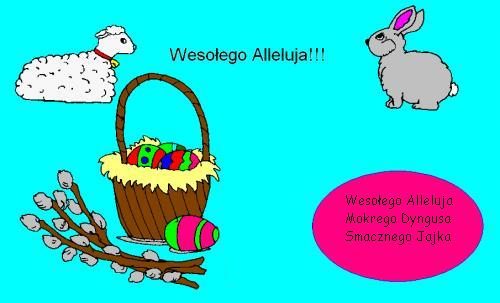 Wesołego Alleluja!!!
Wesołego Alleluja
Mokrego Dyngusa
Smacznego Jajka